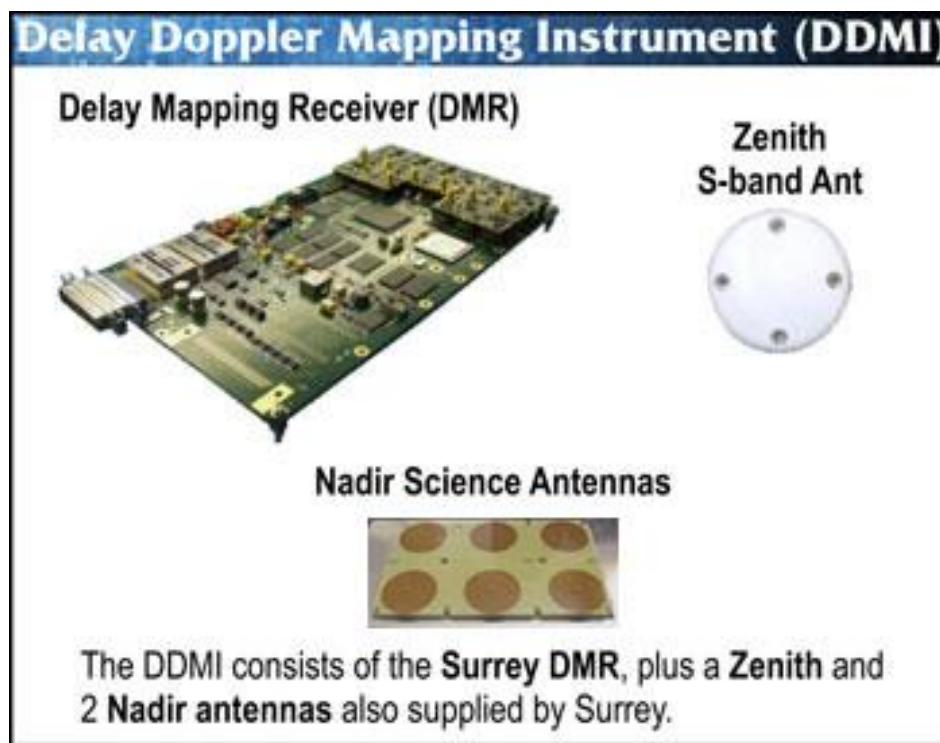 Delay Doppler Mapping Instrument (DDMI)
Delay Mapping Receiver (DMR)
Zenith
S-band Ant
Nadir Science Antennas
The DDMI consists of the Surrey DMR, plus a Zenith and
2 Nadir antennas also supplied by Surrey.